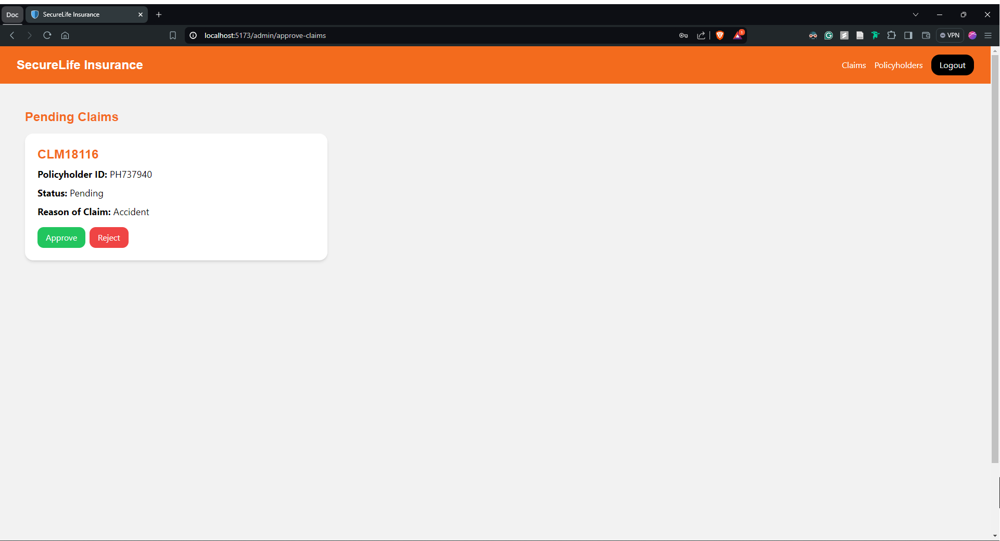 Doc
SecureLife Insurance
localhost:5173/admin/approve-claims
1
VPN
SecureLife Insurance
Claims
Policyholders
Logout
Pending Claims
CLM18116
Policyholder ID: PH737940
Status: Pending
Reason of Claim: Accident
Approve
Reject